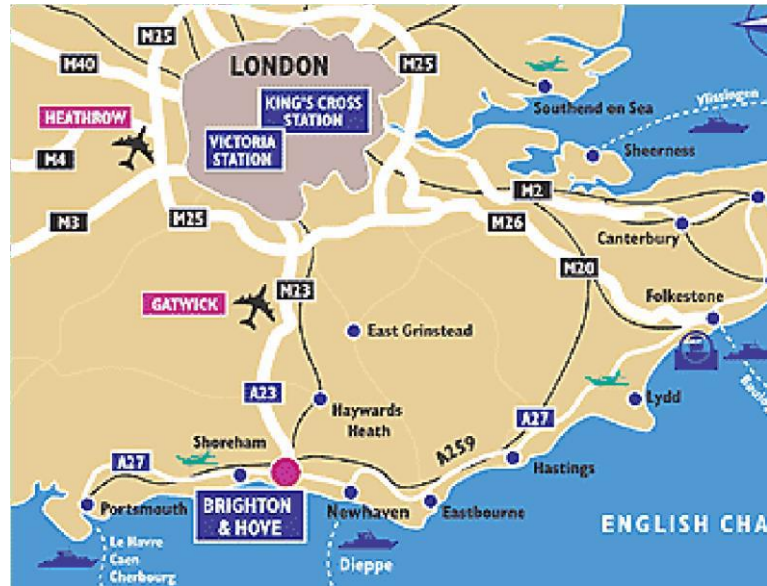 M25
M40
LONDON
M25
KING'S CROSS
STATION
HEATHROW
VICTORIA
STATION
Southend on Sea
Vlissingen
Sheerness
M4
M3
M25
M2
M26
Canterbury
M23
M20
GATWICK
Folkestone
East Grinstead
A23
Haywards
Heath
Lydd
A27
Shoreham
A259
A27
Hastings
Portsmouth
BRIGHTON
& HOVE
Newhaven
Eastbourne
ENGLISH CHA
Le Havre
Caen
Cherbourg
Dieppe
Boulo